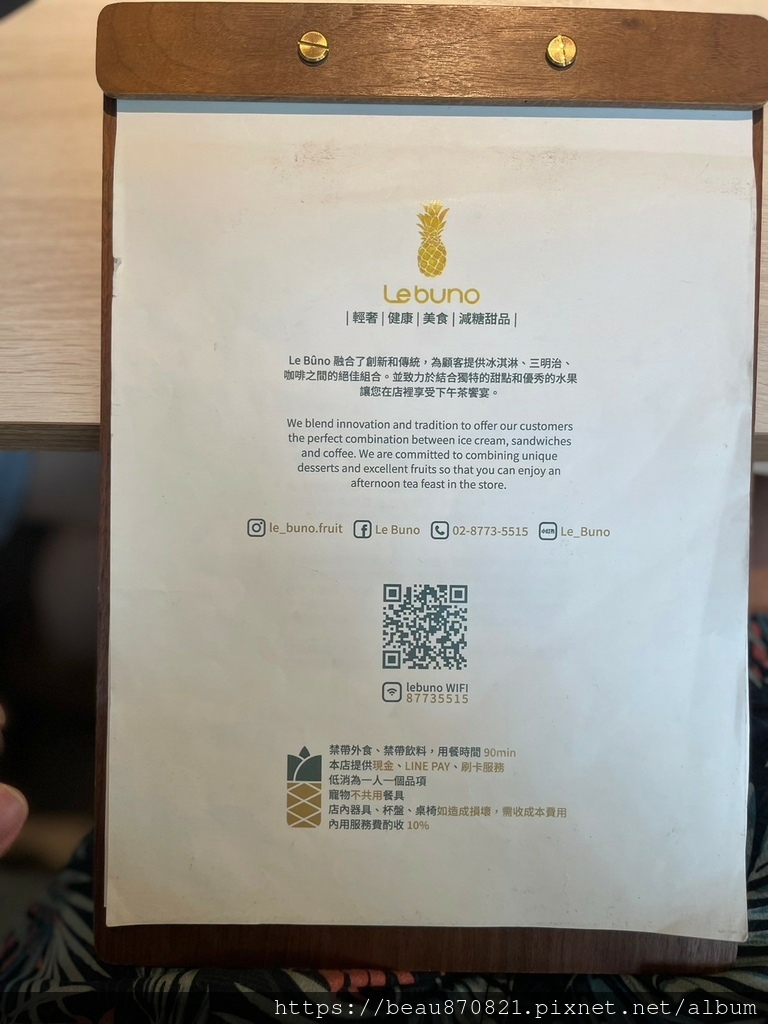 Le buno
| 輕奢 | 健康 | 美食 | 減糖甜品 |
Le Bûno 融合了創新和傳統，為顧客提供冰淇淋、三明治、
咖啡之間的絕佳組合。並致力於結合獨特的甜點和優秀的水果
讓您在店裡享受下午茶饗宴。
We blend innovation and tradition to offer our customers
the perfect combination between ice cream, sandwiches
and coffee. We are committed to combining unique
desserts and excellent fruits so that you can enjoy an
afternoon tea feast in the store.
le_buno.fruit Le Buno 02-8773-5515 小紅書 Le_Buno
lebuno WIFI
87735515
禁帶外食、禁帶飲料，用餐時間 90min
本店提供現金、LINE PAY、刷卡服務
低消為一人一個品項
寵物不共用餐具
店內器具、杯盤、桌椅如造成損壞，需收成本費用
內用服務費酌收 10%
https://beau870821.pixnet.net/album